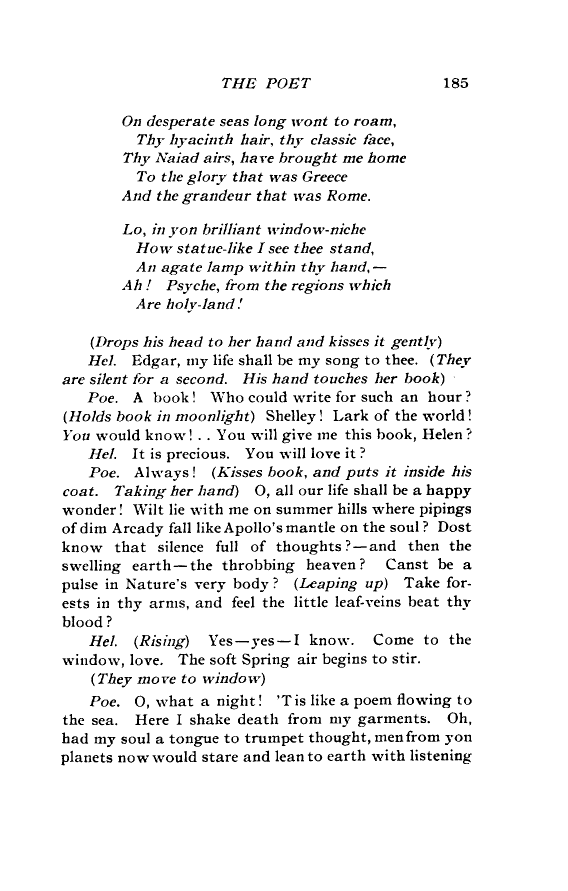 THE POET 185
On desperate seas long wont to roam,
Thy hyacinth hair, thy classic face,
Thy Naiad airs, have brought me home
To the glory that was Greece
And the grandeur that was Rome.
Lo, in yon brilliant window-niche
How statue-like I see thee stand,
An agate lamp within thy hand,—
Ah! Psyche, from the regions which
Are holy-land!
(Drops his head to her hand and kisses it gently)
Hel. Edgar, my life shall be my song to thee. (They
are silent for a second. His hand touches her book)
Poe. A book! Who could write for such an hour?
(Holds book in moonlight) Shelley! Lark of the world!
You would know! . . You will give me this book, Helen?
Hel. It is precious. You will love it?
Poe. Always! (Kisses book, and puts it inside his
coat. Taking her hand) O, all our life shall be a happy
wonder! Wilt lie with me on summer hills where pipings
of dim Arcady fall like Apollo's mantle on the soul? Dost
know that silence full of thoughts?—and then the
swelling earth—the throbbing heaven? Canst be a
pulse in Nature's very body? (Leaping up) Take for-
ests in thy arms, and feel the little leaf-veins beat thy
blood?
Hel. (Rising) Yes—yes—I know. Come to the
window, love. The soft Spring air begins to stir.
(They move to window)
Poe. O, what a night! 'Tis like a poem flowing to
the sea. Here I shake death from my garments. Oh,
had my soul a tongue to trumpet thought, men from yon
planets now would stare and lean to earth with listening